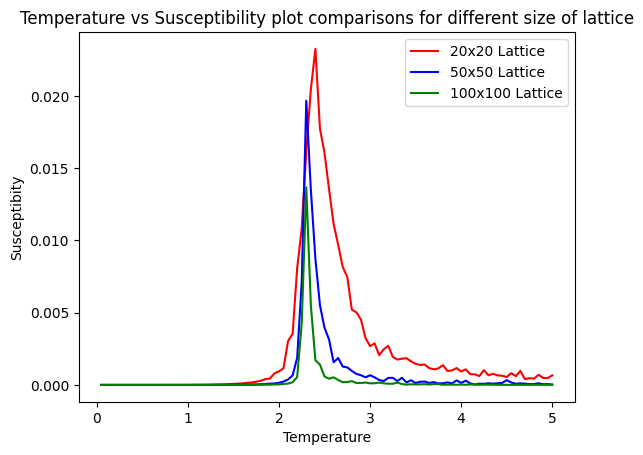 Temperature vs Susceptibility plot comparisons for different size of lattice
20x20 Lattice
50x50 Lattice
100x100 Lattice
Susceptibity
0.020
0.015
0.010
0.005
0.000
0 1 2 3 4 5
Temperature